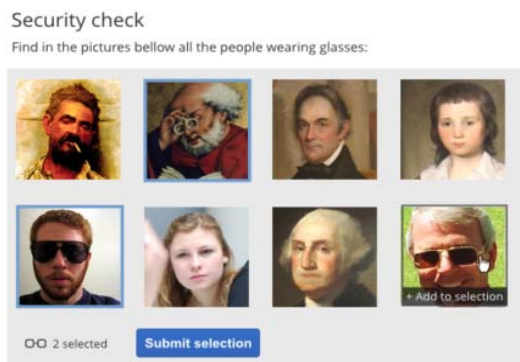 Security check
Find in the pictures bellow all the people wearing glasses:
+ Add to selection
2 selected
Submit selection